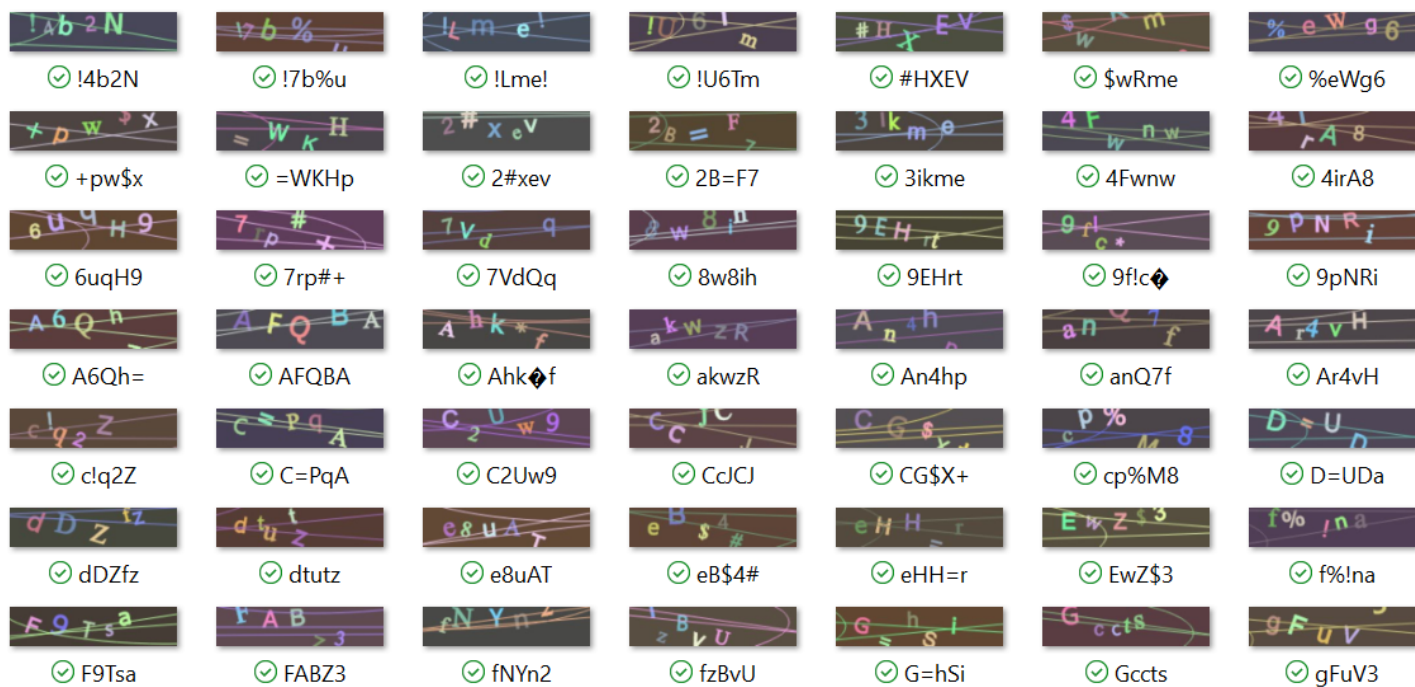 !4b2N !7b%u !Lme! !U6Tm #HXEV $wRme %eWg6
+pw$x =WKHp 2#xev 2B=F7 3ikme 4Fwnw 4irA8
6uqH9 7rp#+ 7VdQq 8w8ih 9EHrt 9f!c� 9pNRi
A6Qh= AFQBA Ahk�f akwzR An4hp anQ7f Ar4vH
c!q2Z C=PqA C2Uw9 CcJCJ CG$X+ cp%M8 D=UDa
dDZfz dtutz e8uAT eB$4# eHH=r EwZ$3 f%!na
F9Tsa FABZ3 fNYn2 fzBvU G=hSi Gccts gFuV3